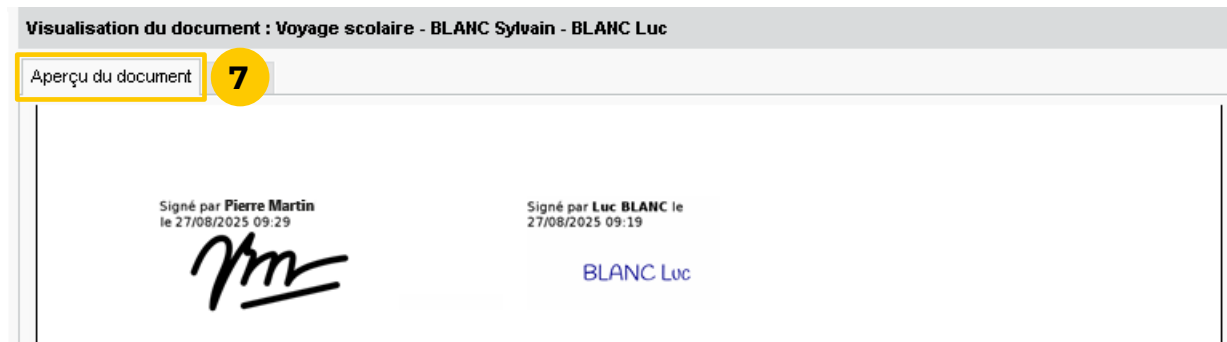 Visualisation du document : Voyage scolaire - BLANC Sylvain - BLANC Luc
Aperçu du document
7
Signé par Pierre Martin
le 27/08/2025 09:29
Signé par Luc BLANC le
27/08/2025 09:19
BLANC Luc